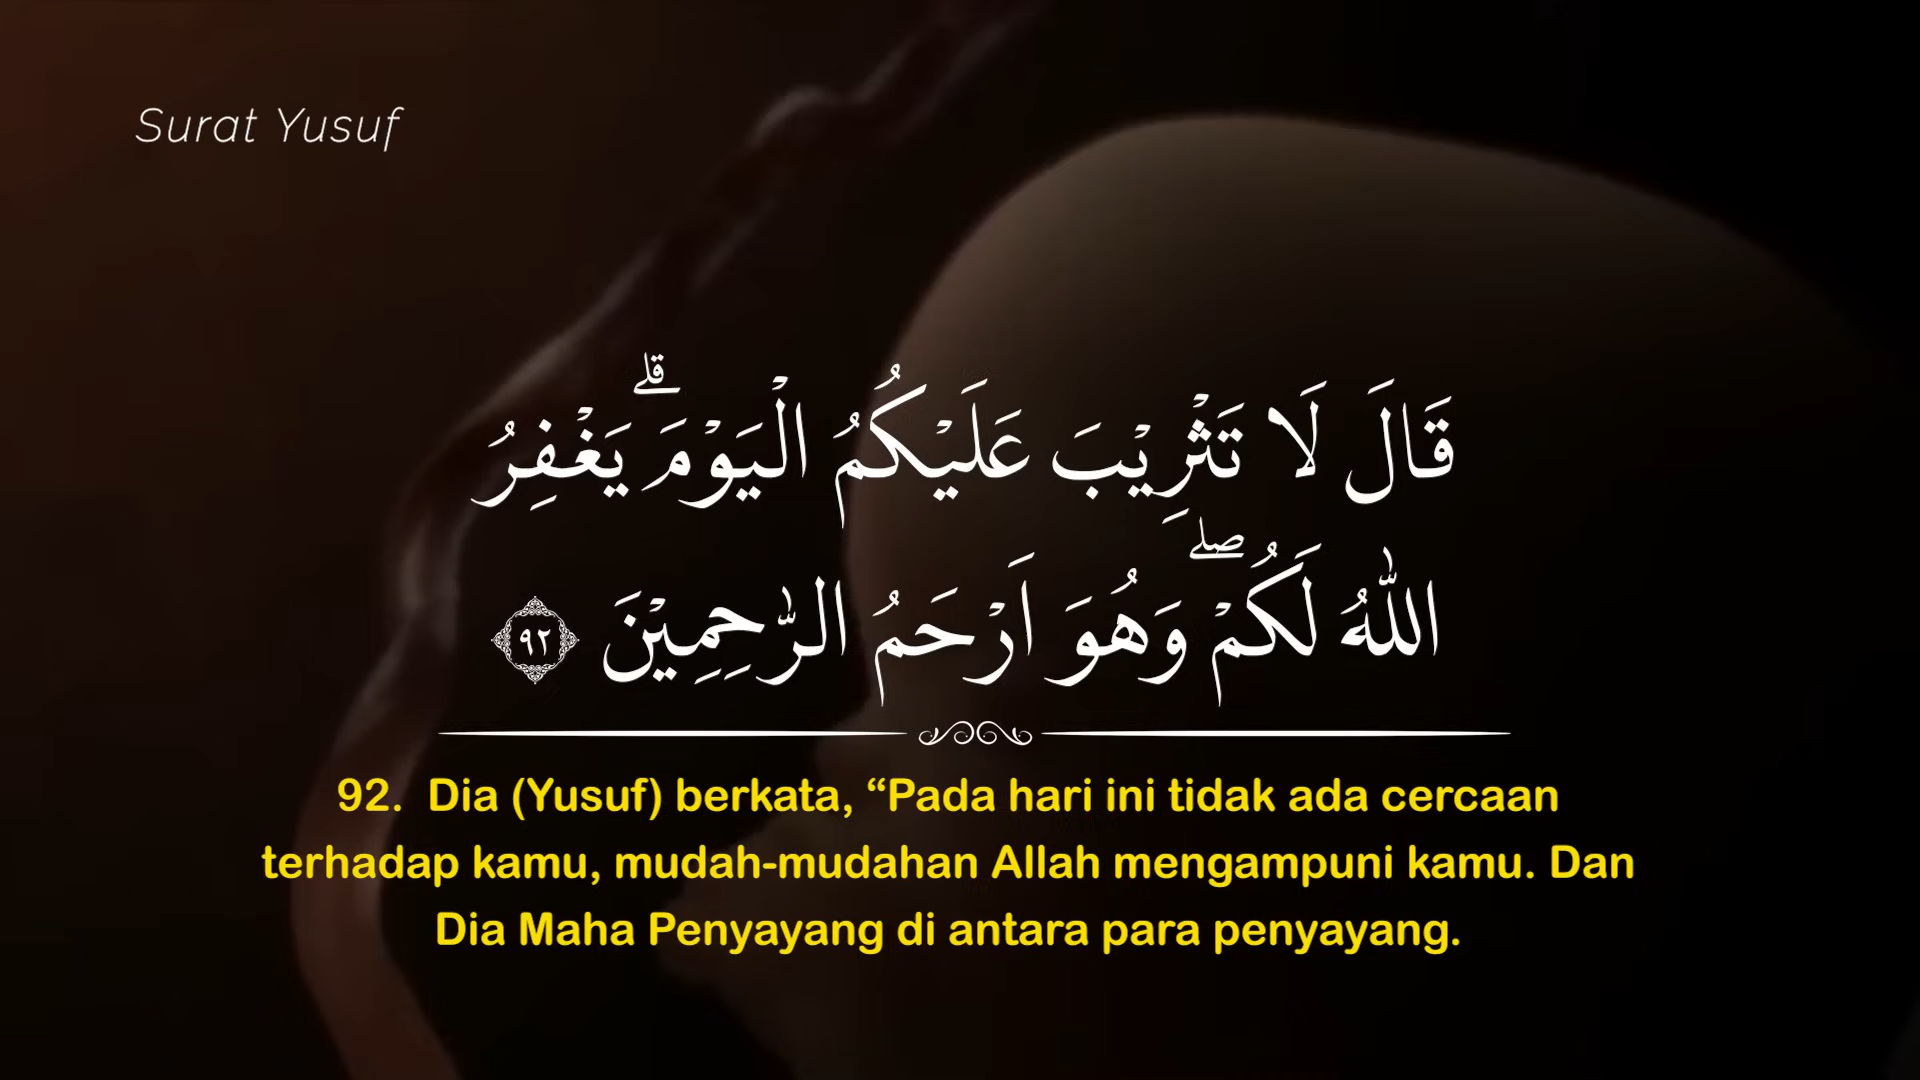 Surat Yusuf
قَالَ لَا تَثْرِيْبَ عَلَيْكُمُ الْيَوْمَۗ يَغْفِرُ
اللّٰهُ لَكُمْۖ وَهُوَ اَرْحَمُ الرّٰحِمِيْنَ ٩٢
92. Dia (Yusuf) berkata, “Pada hari ini tidak ada cercaan
terhadap kamu, mudah-mudahan Allah mengampuni kamu. Dan
Dia Maha Penyayang di antara para penyayang.